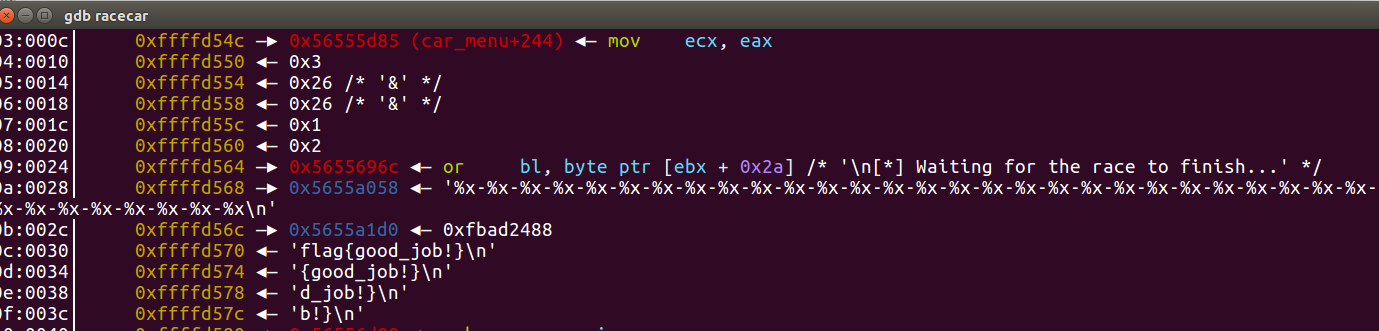 gdb racecar
03:000c│ 0xffffd54c —▸ 0x56555d85 (car_menu+244) ◂— mov ecx, eax
04:0010│ 0xffffd550 ◂— 0x3
05:0014│ 0xffffd554 ◂— 0x26 /* '&' */
06:0018│ 0xffffd558 ◂— 0x26 /* '&' */
07:001c│ 0xffffd55c ◂— 0x1
08:0020│ 0xffffd560 ◂— 0x2
09:0024│ 0xffffd564 —▸ 0x5655696c ◂— or bl, byte ptr [ebx + 0x2a] /* '\n[*] Waiting for the race to finish...' */
0a:0028│ 0xffffd568 —▸ 0x5655a058 ◂— '%x-%x-%x-%x-%x-%x-%x-%x-%x-%x-%x-%x-%x-%x-%x-%x-%x-%x-%x-%x-%x-%x-%x-%x-%x-%x-%x-%x-
%x-%x-%x-%x-%x-%x-%x-%x\n'
0b:002c│ 0xffffd56c —▸ 0x5655a1d0 ◂— 0xfbad2488
0c:0030│ 0xffffd570 ◂— 'flag{good_job!}\n'
0d:0034│ 0xffffd574 ◂— '{good_job!}\n'
0e:0038│ 0xffffd578 ◂— 'd_job!}\n'
0f:003c│ 0xffffd57c ◂— 'b!}\n'